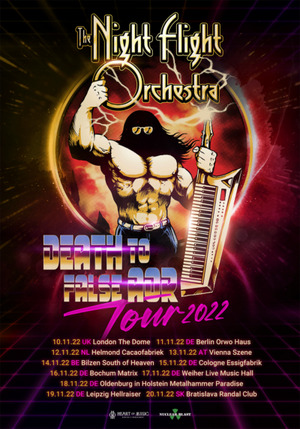 The Night Flight
Orchestra
DEATH TO
FALSE AOR
Tour 2022
10.11.22 UK London The Dome 11.11.22 DE Berlin Orwo Haus
12.11.22 NL Helmond Cacaofabriek 13.11.22 AT Vienna Szene
14.11.22 BE Bilzen South of Heaven 15.11.22 DE Cologne Essigfabrik
16.11.22 DE Bochum Matrix 17.11.22 DE Weiher Live Music Hall
18.11.22 DE Oldenburg in Holstein Metalhammer Paradise
19.11.22 DE Leipzig Hellraiser 20.11.22 SK Bratislava Randal Club
NUCLEAR BLAST